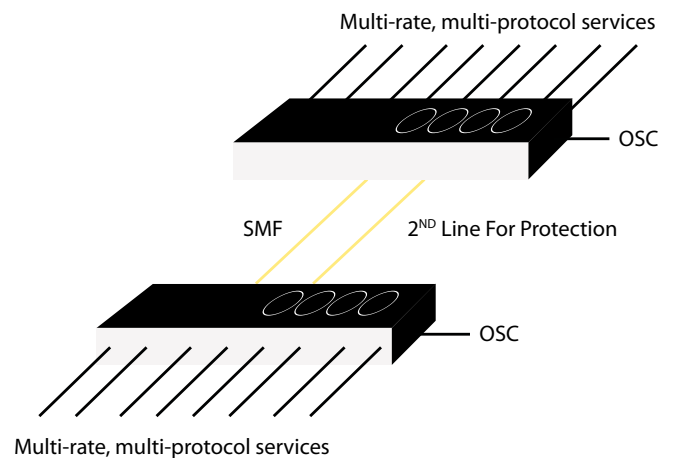 Multi-rate, multi-protocol services
OSC
SMF
2ND Line For Protection
OSC
Multi-rate, multi-protocol services